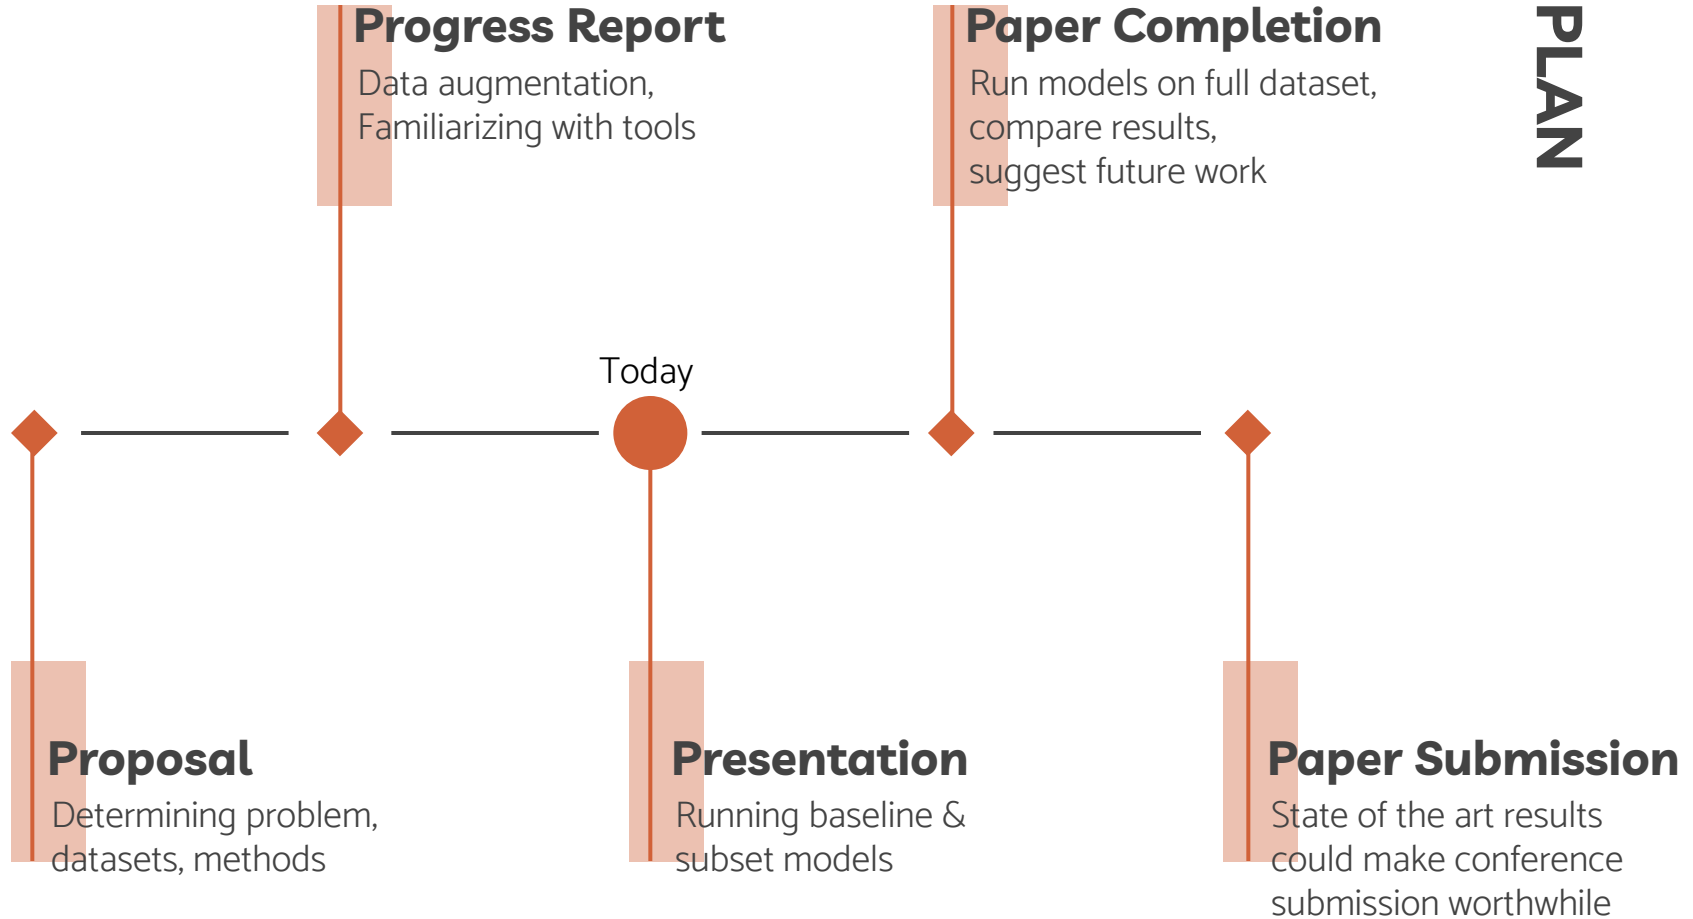 PLAN
Progress Report
Data augmentation,
Familiarizing with tools
Paper Completion
Run models on full dataset,
compare results,
suggest future work
Today
Proposal
Determining problem,
datasets, methods
Presentation
Running baseline &
subset models
Paper Submission
State of the art results
could make conference
submission worthwhile